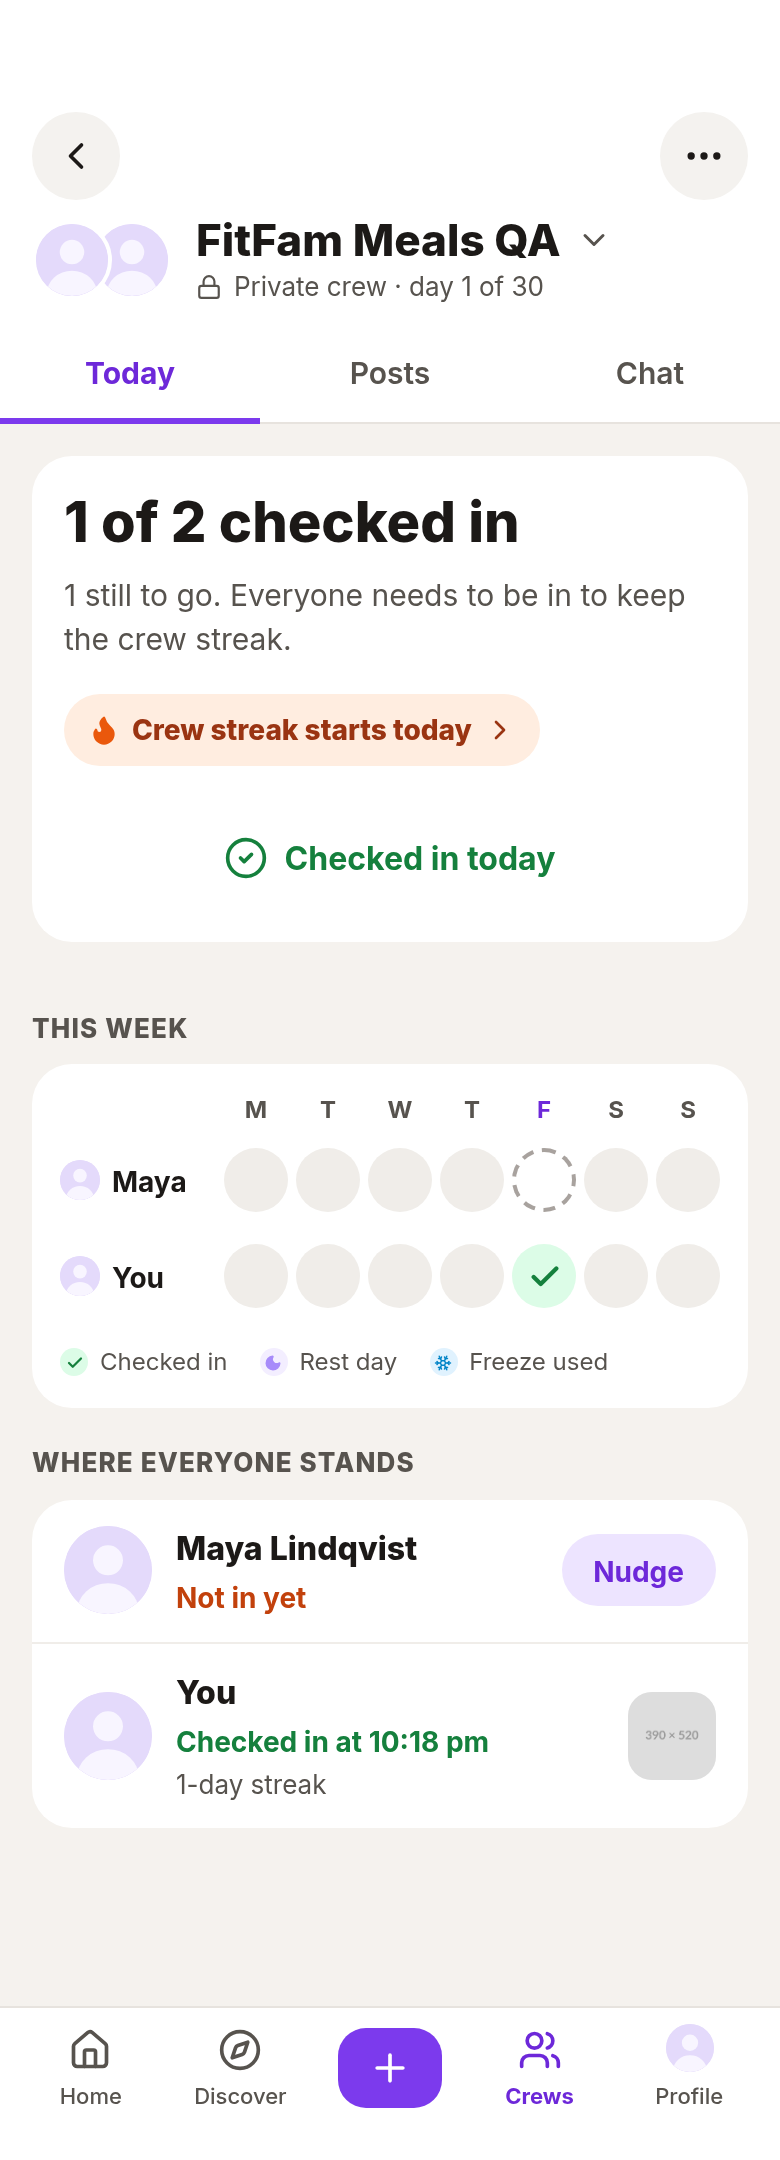 FitFam Meals QA
Private crew · day 1 of 30
Today
Posts
Chat
1 of 2 checked in
1 still to go. Everyone needs to be in to keep
the crew streak.
Crew streak starts today
Checked in today
THIS WEEK
M T W T F S S
Maya
You
Checked in
Rest day
Freeze used
WHERE EVERYONE STANDS
Maya Lindqvist
Not in yet
Nudge
You
Checked in at 10:18 pm
1-day streak
390 × 520
Home
Discover
Crews
Profile